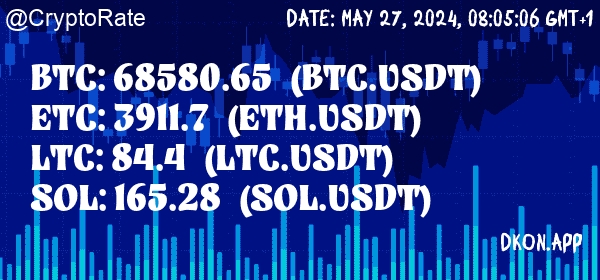 @CryptoRate
DATE: MAY 27, 2024, 08:05:06 GMT+1
BTC: 68580.65 (BTC.USDT)
ETC: 3911.7 (ETH.USDT)
LTC: 84.4 (LTC.USDT)
SOL: 165.28 (SOL.USDT)
DKON.APP